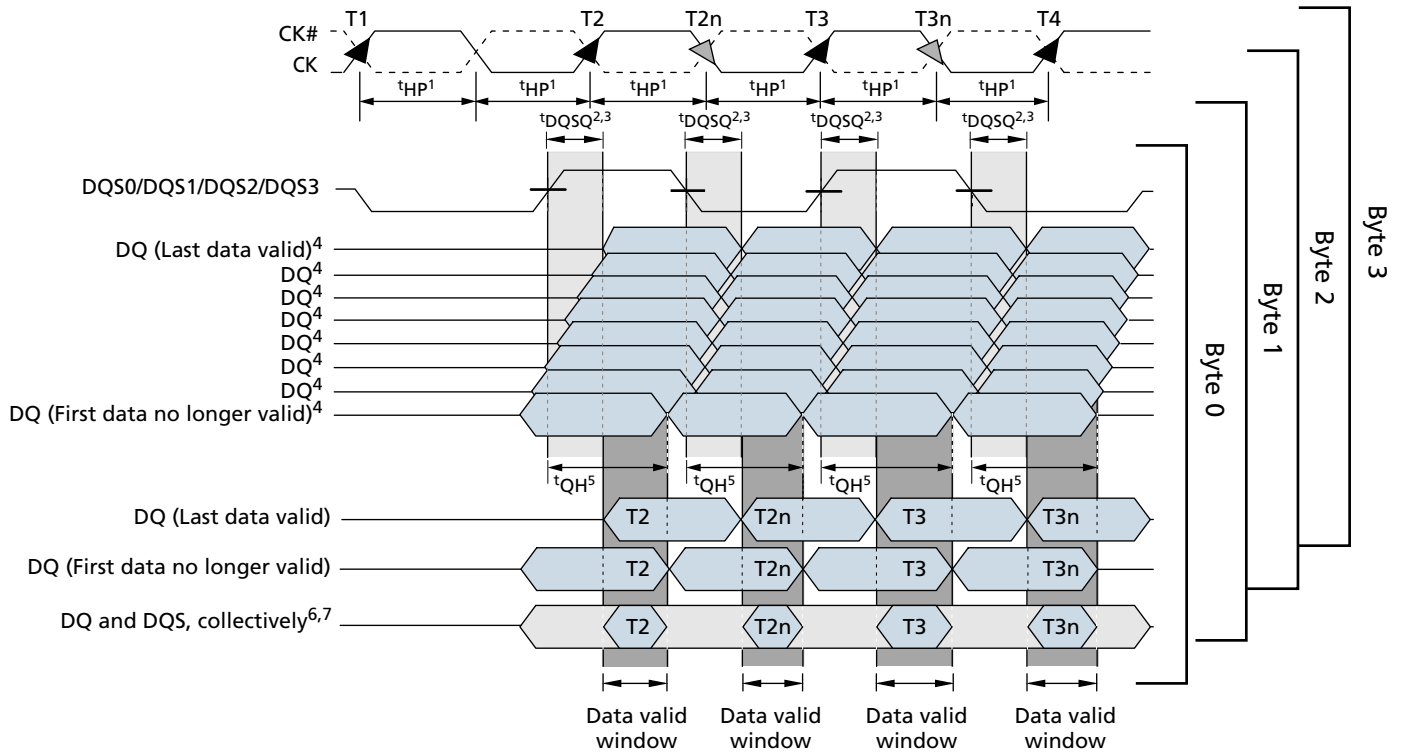 T1 T2 T2n T3 T3n T4
CK#
CK
tHP1 tHP1 tHP1 tHP1 tHP1 tHP1
tDQSQ2,3 tDQSQ2,3 tDQSQ2,3 tDQSQ2,3
DQS0/DQS1/DQS2/DQS3
DQ (Last data valid)4
DQ4
DQ4
DQ4
DQ4
DQ4
DQ4
DQ (First data no longer valid)4
tQH5 tQH5 tQH5 tQH5
DQ (Last data valid) T2 T2n T3 T3n
DQ (First data no longer valid) T2 T2n T3 T3n
DQ and DQS, collectively6,7 T2 T2n T3 T3n
Data valid window
Data valid window
Data valid window
Data valid window
Byte 0
Byte 1
Byte 2
Byte 3